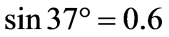 sin 37° = 0.6